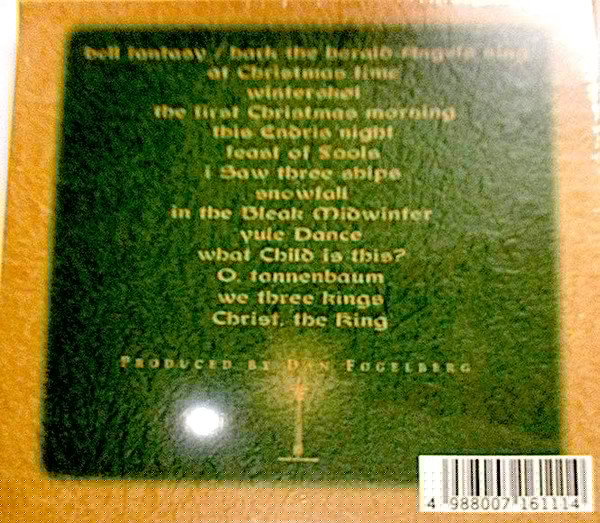 bell fantasy / hark the herald Angels sing
at Christmas time
winterskol
the first Christmas morning
this Endris night
feast of Fools
i Saw three ships
snowfall
in the Bleak Midwinter
yule Dance
what Child is this?
O, tannenbaum
we three kings
Christ, the King
PRODUCED BY DAN FOGELBERG
4 988007 161114